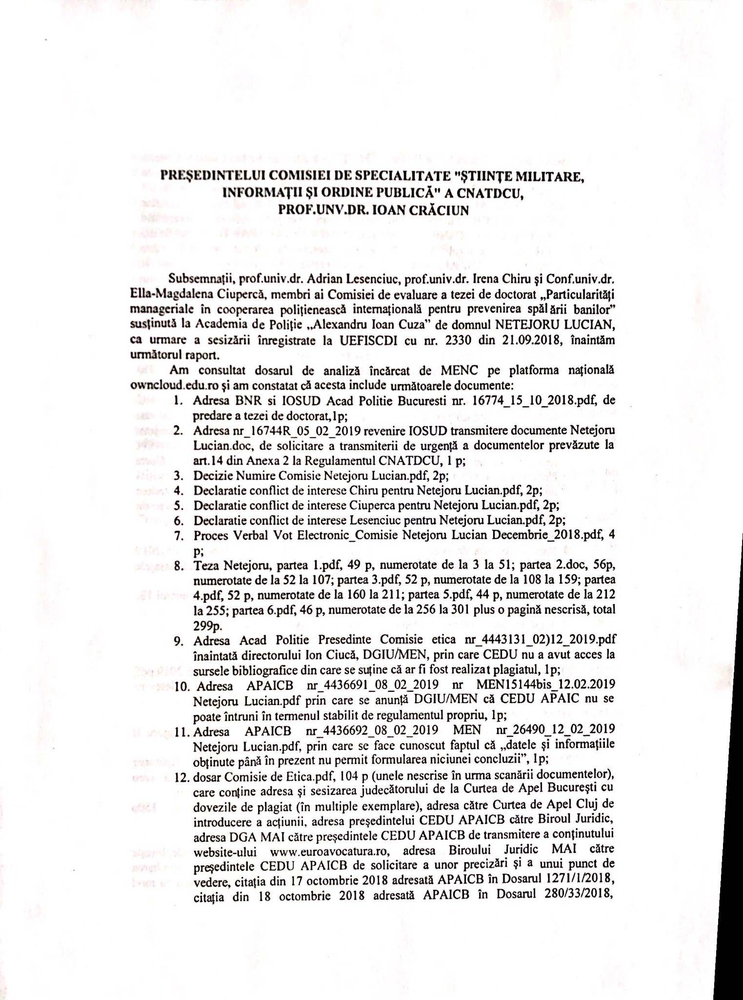 PREŞEDINTELUI COMISIEI DE SPECIALITATE "ŞTIINŢE MILITARE,
INFORMAŢII ŞI ORDINE PUBLICĂ" A CNATDCU,
PROF.UNV.DR. IOAN CRĂCIUN
Subsemnaţii, prof.univ.dr. Adrian Lesenciuc, prof.univ.dr. Irena Chiru şi Conf.univ.dr.
Ella-Magdalena Ciupercă, membri ai Comisiei de evaluare a tezei de doctorat „Particularităţi
manageriale în cooperarea poliţienească internaţională pentru prevenirea spălării banilor”
susţinută la Academia de Poliţie „Alexandru Ioan Cuza” de domnul NETEJORU LUCIAN,
ca urmare a sesizării înregistrate la UEFISCDI cu nr. 2330 din 21.09.2018, înaintăm
următorul raport.
Am consultat dosarul de analiză încărcat de MENC pe platforma naţională
owncloud.edu.ro şi am constatat că acesta include următoarele documente:
1. Adresa BNR si IOSUD Acad Politie Bucuresti nr. 16774_15_10_2018.pdf, de
predare a tezei de doctorat,1p;
2. Adresa nr_16744R_05_02_2019 revenire IOSUD transmitere documente Netejoru
Lucian.doc, de solicitare a transmiterii de urgenţă a documentelor prevăzute la
art.14 din Anexa 2 la Regulamentul CNATDCU, 1 p;
3. Decizie Numire Comisie Netejoru Lucian.pdf, 2p;
4. Declaratie conflict de interese Chiru pentru Netejoru Lucian.pdf, 2p;
5. Declaratie conflict de interese Ciuperca pentru Netejoru Lucian.pdf, 2p;
6. Declaratie conflict de interese Lesenciuc pentru Netejoru Lucian.pdf, 2p;
7. Proces Verbal Vot Electronic_Comisie Netejoru Lucian Decembrie_2018.pdf, 4
p;
8. Teza Netejoru, partea 1.pdf, 49 p, numerotate de la 3 la 51; partea 2.doc, 56p,
numerotate de la 52 la 107; partea 3.pdf, 52 p, numerotate de la 108 la 159; partea
4.pdf, 52 p, numerotate de la 160 la 211; partea 5.pdf, 44 p, numerotate de la 212
la 255; partea 6.pdf, 46 p, numerotate de la 256 la 301 plus o pagină nescrisă, total
299p.
9. Adresa Acad Politie Presedinte Comisie etica nr_4443131_02)12_2019.pdf
înaintată directorului Ion Ciucă, DGIU/MEN, prin care CEDU nu a avut acces la
sursele bibliografice din care se suţine că ar fi fost realizat plagiatul, 1p;
10. Adresa APAICB nr_4436691_08_02_2019 nr MEN15144bis_12.02.2019
Netejoru Lucian.pdf prin care se anunţă DGIU/MEN că CEDU APAIC nu se
poate întruni în termenul stabilit de regulamentul propriu, 1p;
11. Adresa APAICB nr_4436692_08_02_2019 MEN nr_26490_12_02_2019
Netejoru Lucian.pdf, prin care se face cunoscut faptul că „datele şi informaţiile
obţinute până în prezent nu permit formularea niciunei concluzii”, 1p;
12. dosar Comisie de Etica.pdf, 104 p (unele nescrise în urma scanării documentelor),
care conţine adresa şi sesizarea judecătorului de la Curtea de Apel Bucureşti cu
dovezile de plagiat (în multiple exemplare), adresa către Curtea de Apel Cluj de
introducere a acţiunii, adresa preşedintelui CEDU APAICB către Biroul Juridic,
adresa DGA MAI către preşedintele CEDU APAICB de transmitere a conţinutului
website-ului www.euroavocatura.ro, adresa Biroului Juridic MAI către
preşedintele CEDU APAICB de solicitare a unor precizări şi a unui punct de
vedere, citaţia din 17 octombrie 2018 adresată APAICB în Dosarul 1271/1/2018,
citaţia din 18 octombrie 2018 adresată APAICB în Dosarul 280/33/2018,